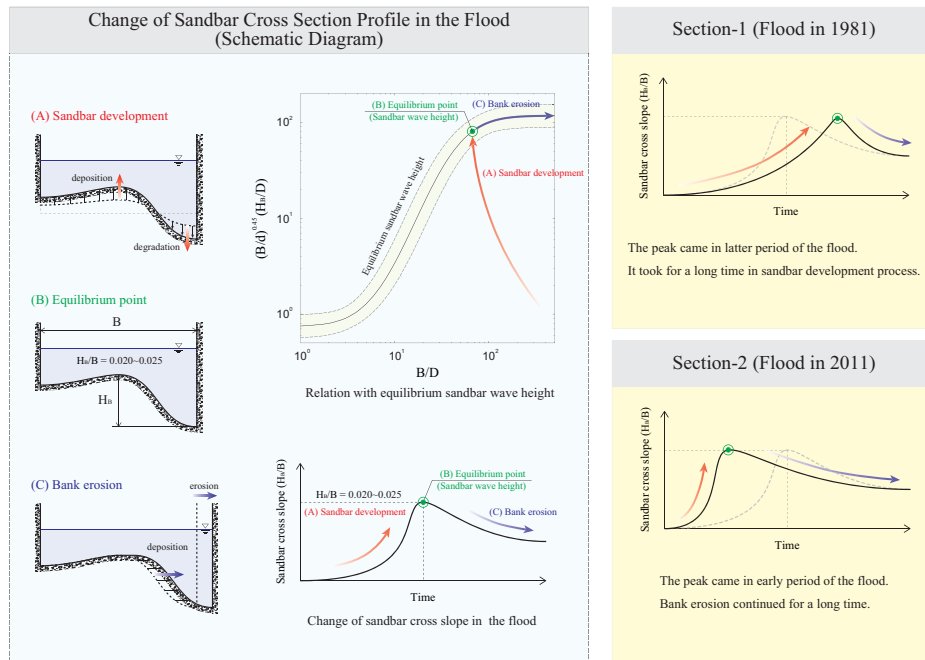 Change of Sandbar Cross Section Profile in the Flood
(Schematic Diagram)
(A) Sandbar development
deposition
degradation
(B) Equilibrium point
B
H_B/B = 0.020~0.025
H_B
(C) Bank erosion
erosion
deposition
(B) Equilibrium point
(Sandbar wave height)
(C) Bank erosion
(A) Sandbar development
Equilibrium sandbar wave height
(B/d)^0.45 (H_B/D)
10^2
10^1
10^0
10^0
10^1
10^2
B/D
Relation with equilibrium sandbar wave height
Sandbar cross slope (H_B/B)
H_B/B = 0.020~0.025
(A) Sandbar development
(B) Equilibrium point
(Sandbar wave height)
(C) Bank erosion
Time
Change of sandbar cross slope in the flood
Section-1 (Flood in 1981)
Sandbar cross slope (H_B/B)
Time
The peak came in latter period of the flood.
It took for a long time in sandbar development process.
Section-2 (Flood in 2011)
Sandbar cross slope (H_B/B)
Time
The peak came in early period of the flood.
Bank erosion continued for a long time.